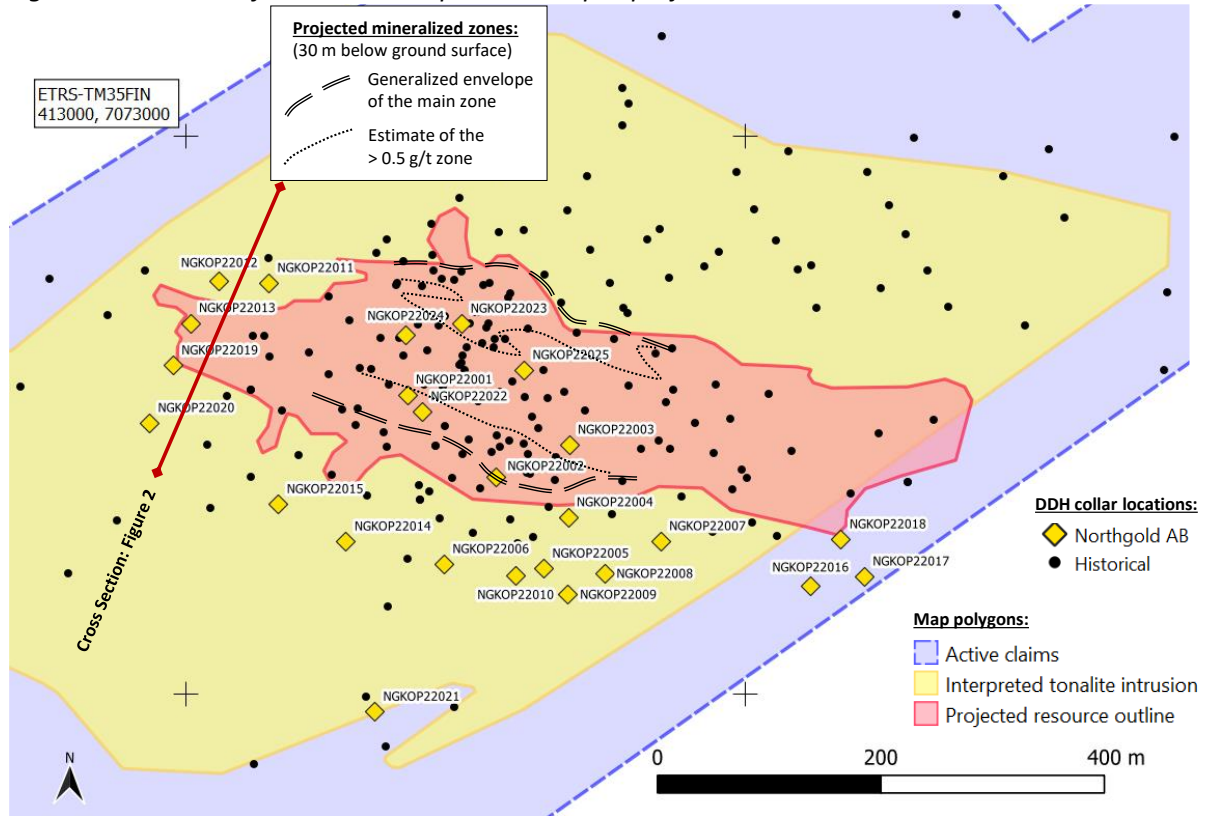 Projected mineralized zones:
(30 m below ground surface)
Generalized envelope
of the main zone
Estimate of the
> 0.5 g/t zone
ETRS-TM35FIN
413000, 7073000
NGKOP22012
NGKOP22011
NGKOP22013
NGKOP22023
NGKOP22024
NGKOP22019
NGKOP22025
NGKOP22001
NGKOP22022
NGKOP22020
NGKOP22003
NGKOP22002
NGKOP22015
NGKOP22004
NGKOP22014
NGKOP22007
NGKOP22018
NGKOP22006
NGKOP22005
NGKOP22008
NGKOP22016
NGKOP22017
NGKOP22010
NGKOP22009
NGKOP22021
Cross Section: Figure 2
DDH collar locations:
Northgold AB
Historical
Map polygons:
Active claims
Interpreted tonalite intrusion
Projected resource outline
N
0
200
400 m